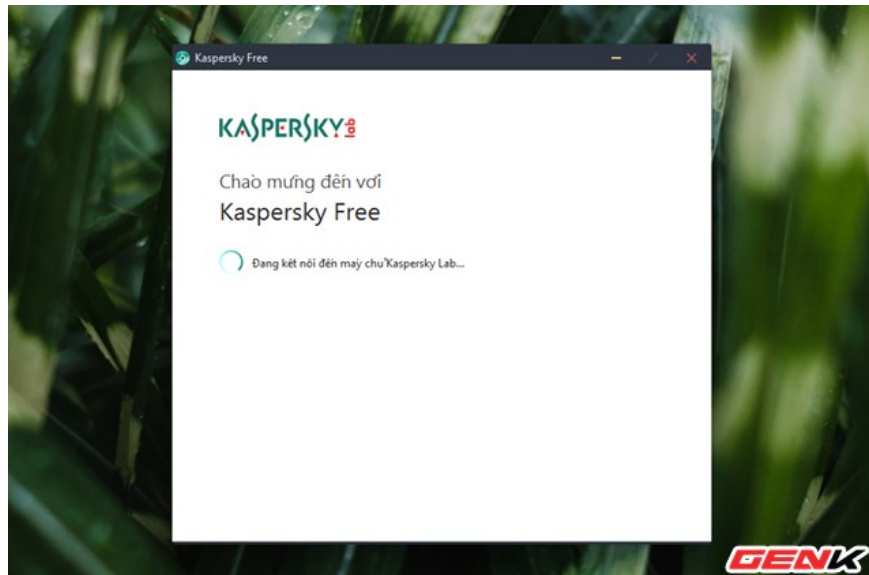 Kaspersky Free
KASPERSKY lab
Chào mừng đến với
Kaspersky Free
Đang kết nối đến máy chủ Kaspersky Lab...
GENK